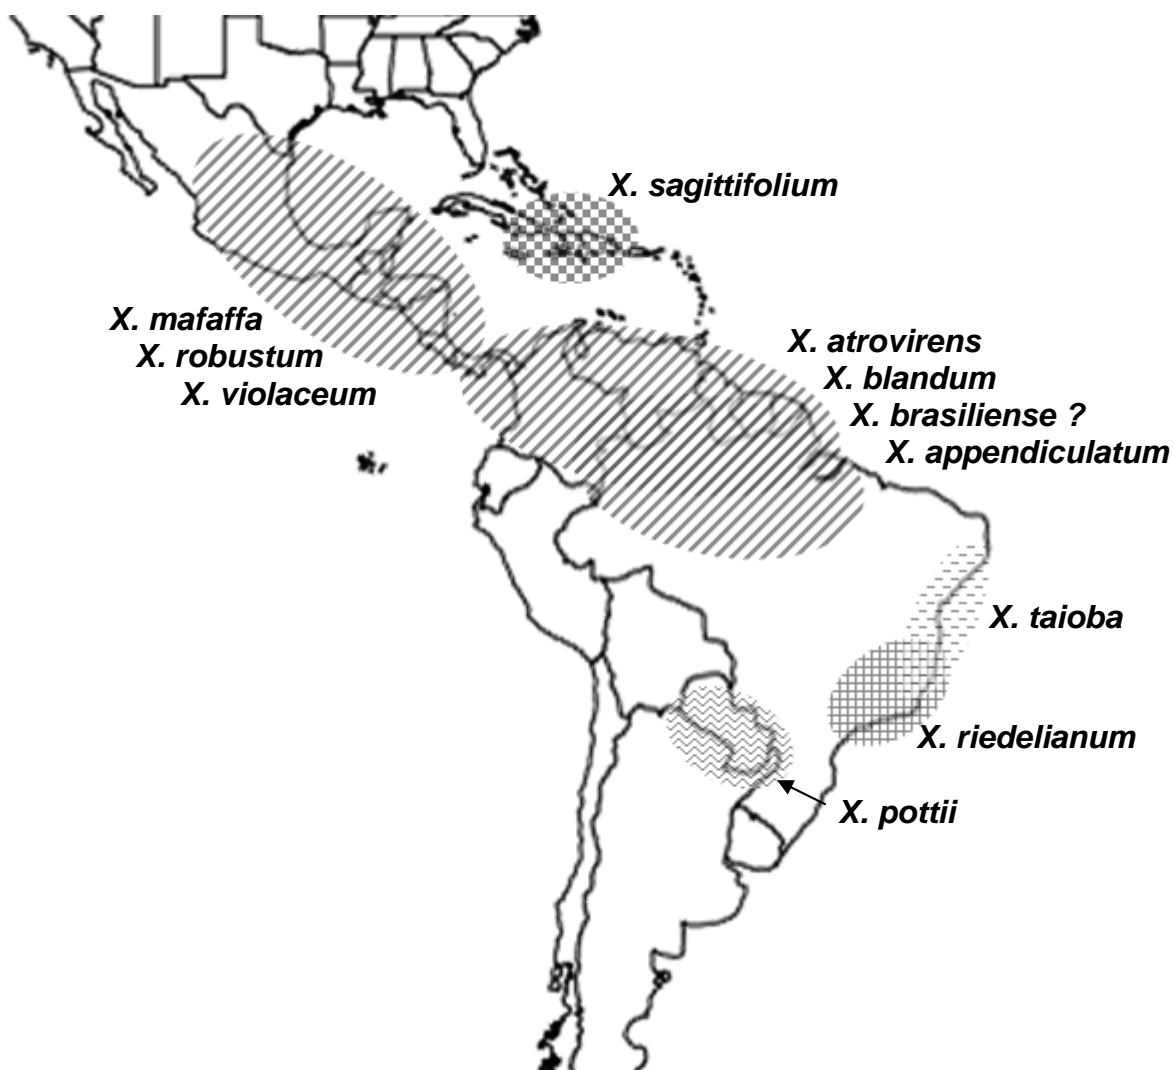 X. sagittifolium
X. mafaffa
X. robustum
X. violaceum
X. atrovirens
X. blandum
X. brasiliense ?
X. appendiculatum
X. taioba
X. riedelianum
X. pottii